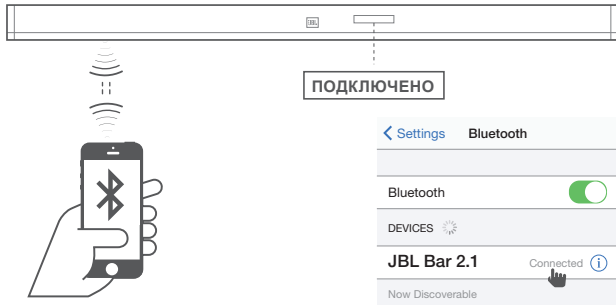 JBL
ПОДКЛЮЧЕНО
Settings Bluetooth
Bluetooth
DEVICES
JBL Bar 2.1 Connected
Now Discoverable